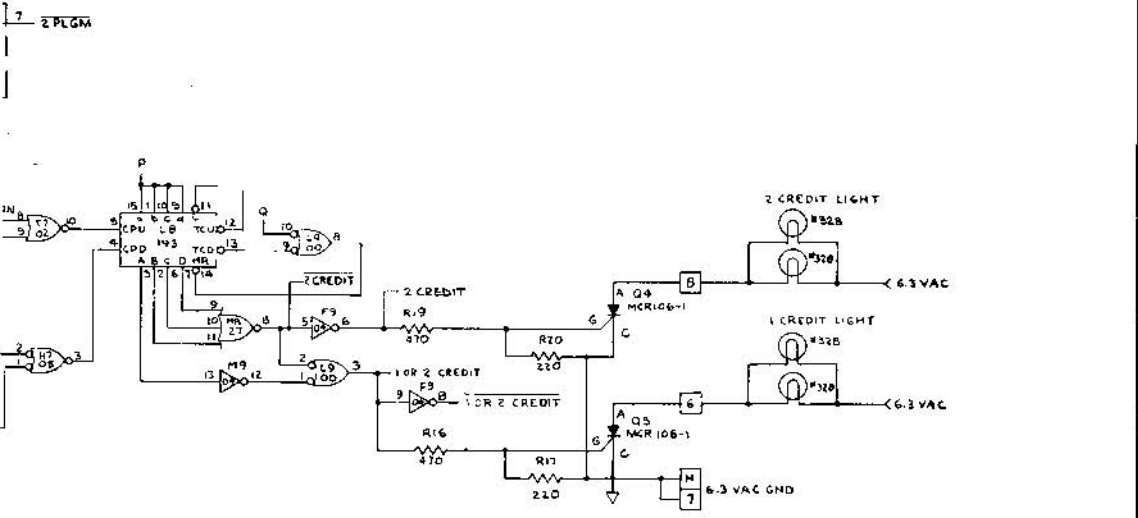 7 2 PLGM
P
15 1 10 9 11
IN 8
9
02
10
5 CPU L8 TCU 12
4 CPD 193 TCD 13
A B C D MR
3 2 6 7 14
Q
10
9
L9
00
8
2 CREDIT
2 CREDIT
9
10
11
27
8
5 F9 6
04
R19
470
R20
220
A Q4
MCR106-1
G
C
B
2 CREDIT LIGHT
#328
#328
6.3 VAC
2
1
H7
08
3
M9
13 04 12
2
1
L9
00
3
1 OR 2 CREDIT
F9
9 04 8
1 OR 2 CREDIT
R16
470
R17
220
A Q5
MCR106-1
G
C
6
1 CREDIT LIGHT
#328
#328
6.3 VAC
N
7
6.3 VAC GND